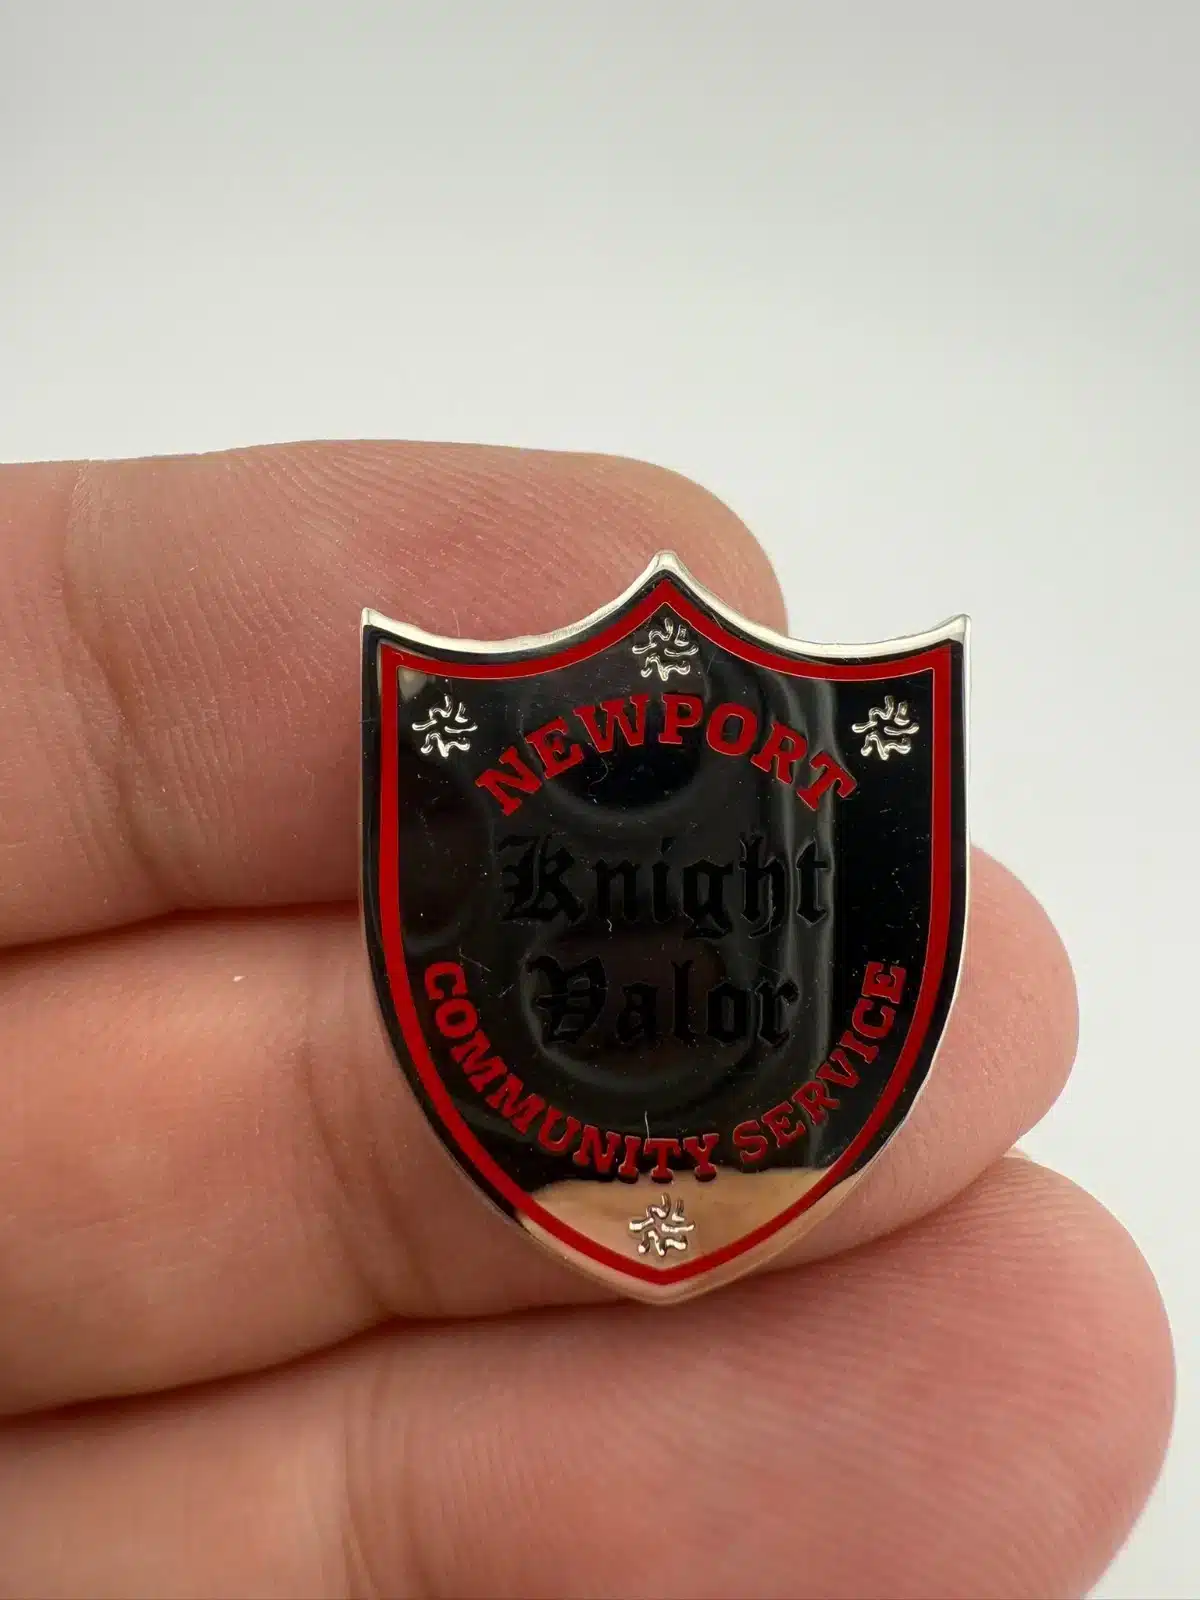 NEWPORT
Knight
Valor
COMMUNITY SERVICE